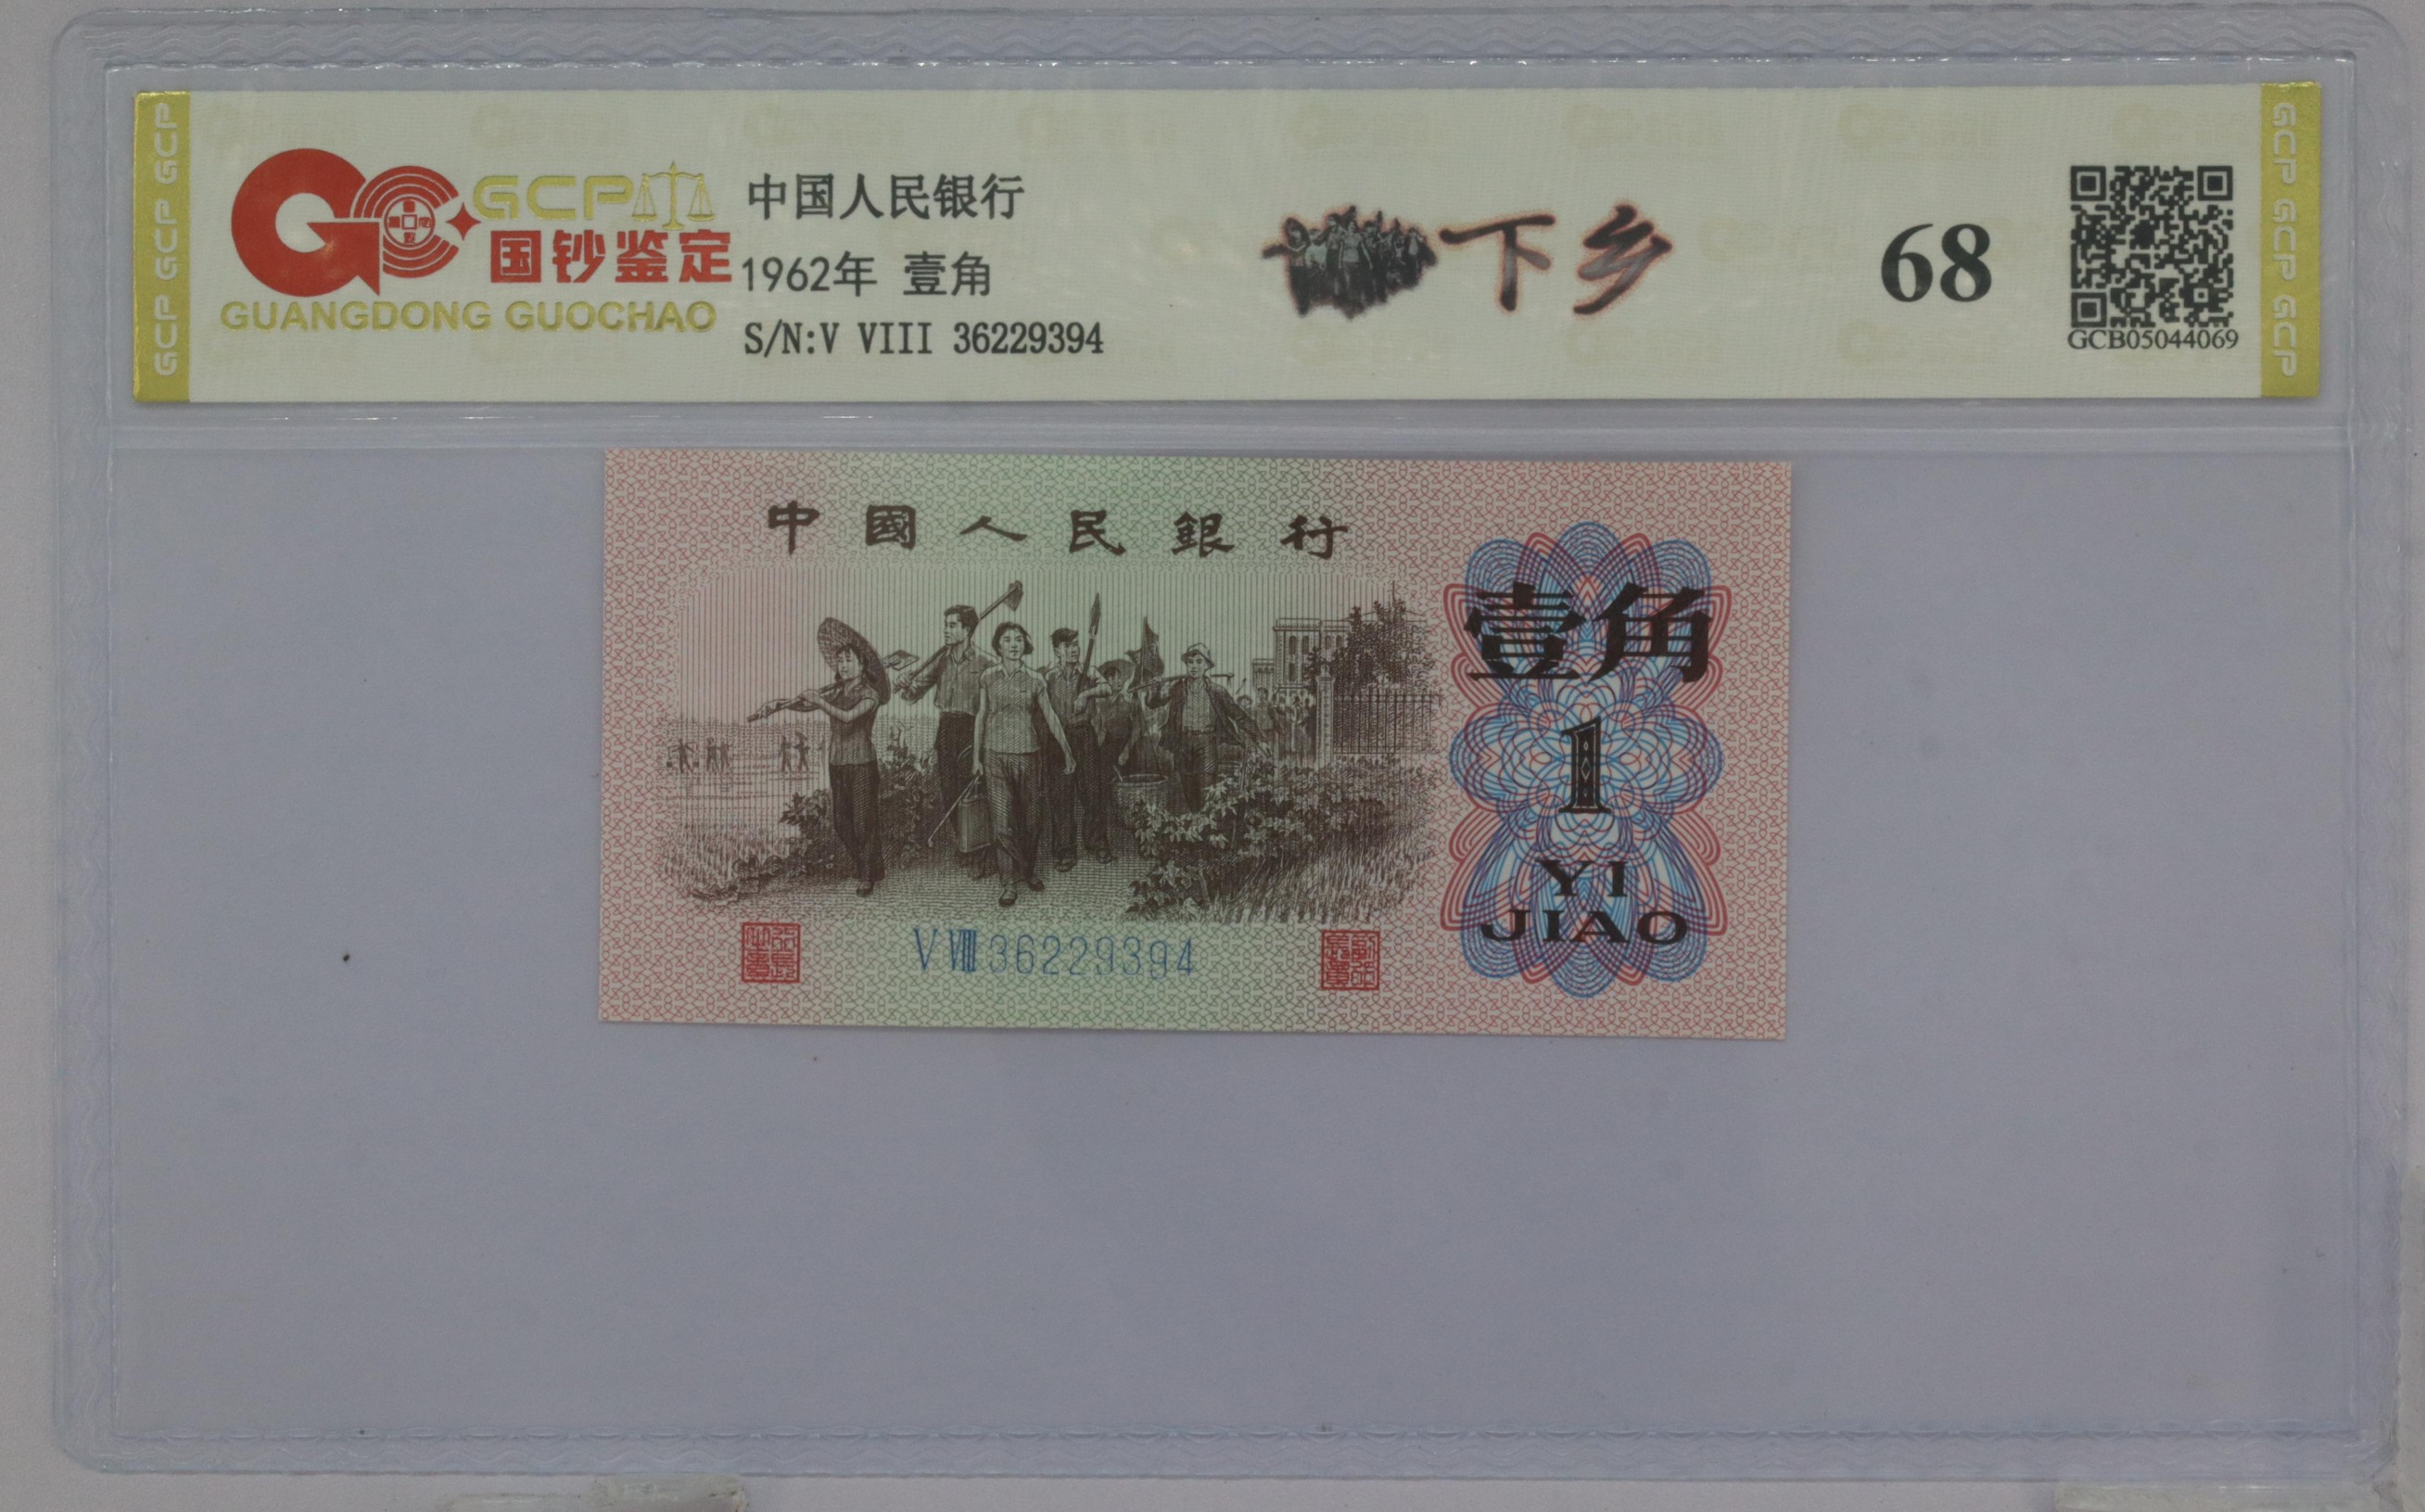 GCP GCP GCP
GCP
国钞鉴定
GUANGDONG GUOCHAO
中国人民银行
1962年 壹角
S/N:V VIII 36229394
下乡
68
GCB05044069
GCP GCP GCP
中國人民銀行
壹角
1
YI
JIAO
V VIII 36229394